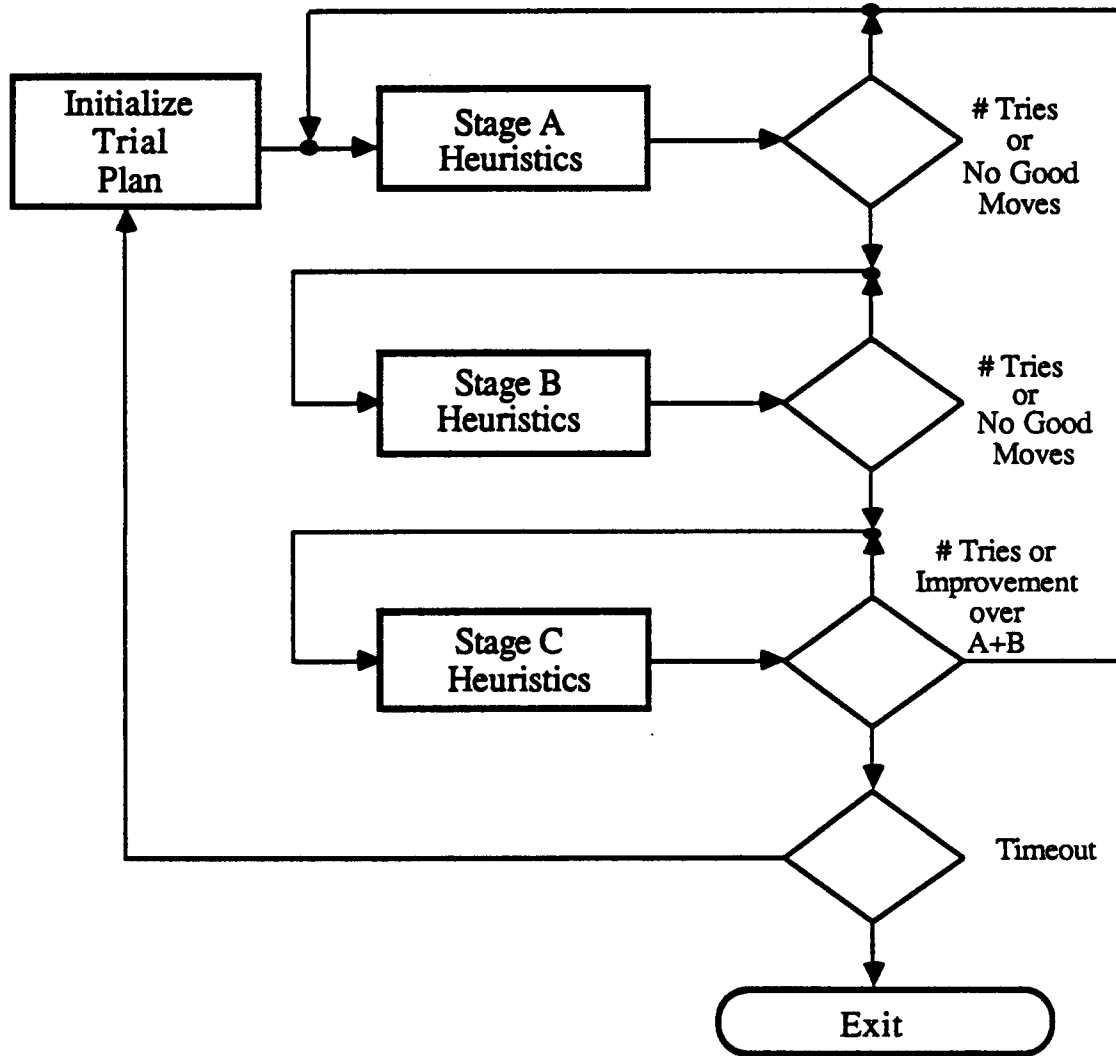 Initialize
Trial
Plan
Stage A
Heuristics
# Tries
or
No Good
Moves
Stage B
Heuristics
# Tries
or
No Good
Moves
Stage C
Heuristics
# Tries or
Improvement
over
A+B
Timeout
Exit